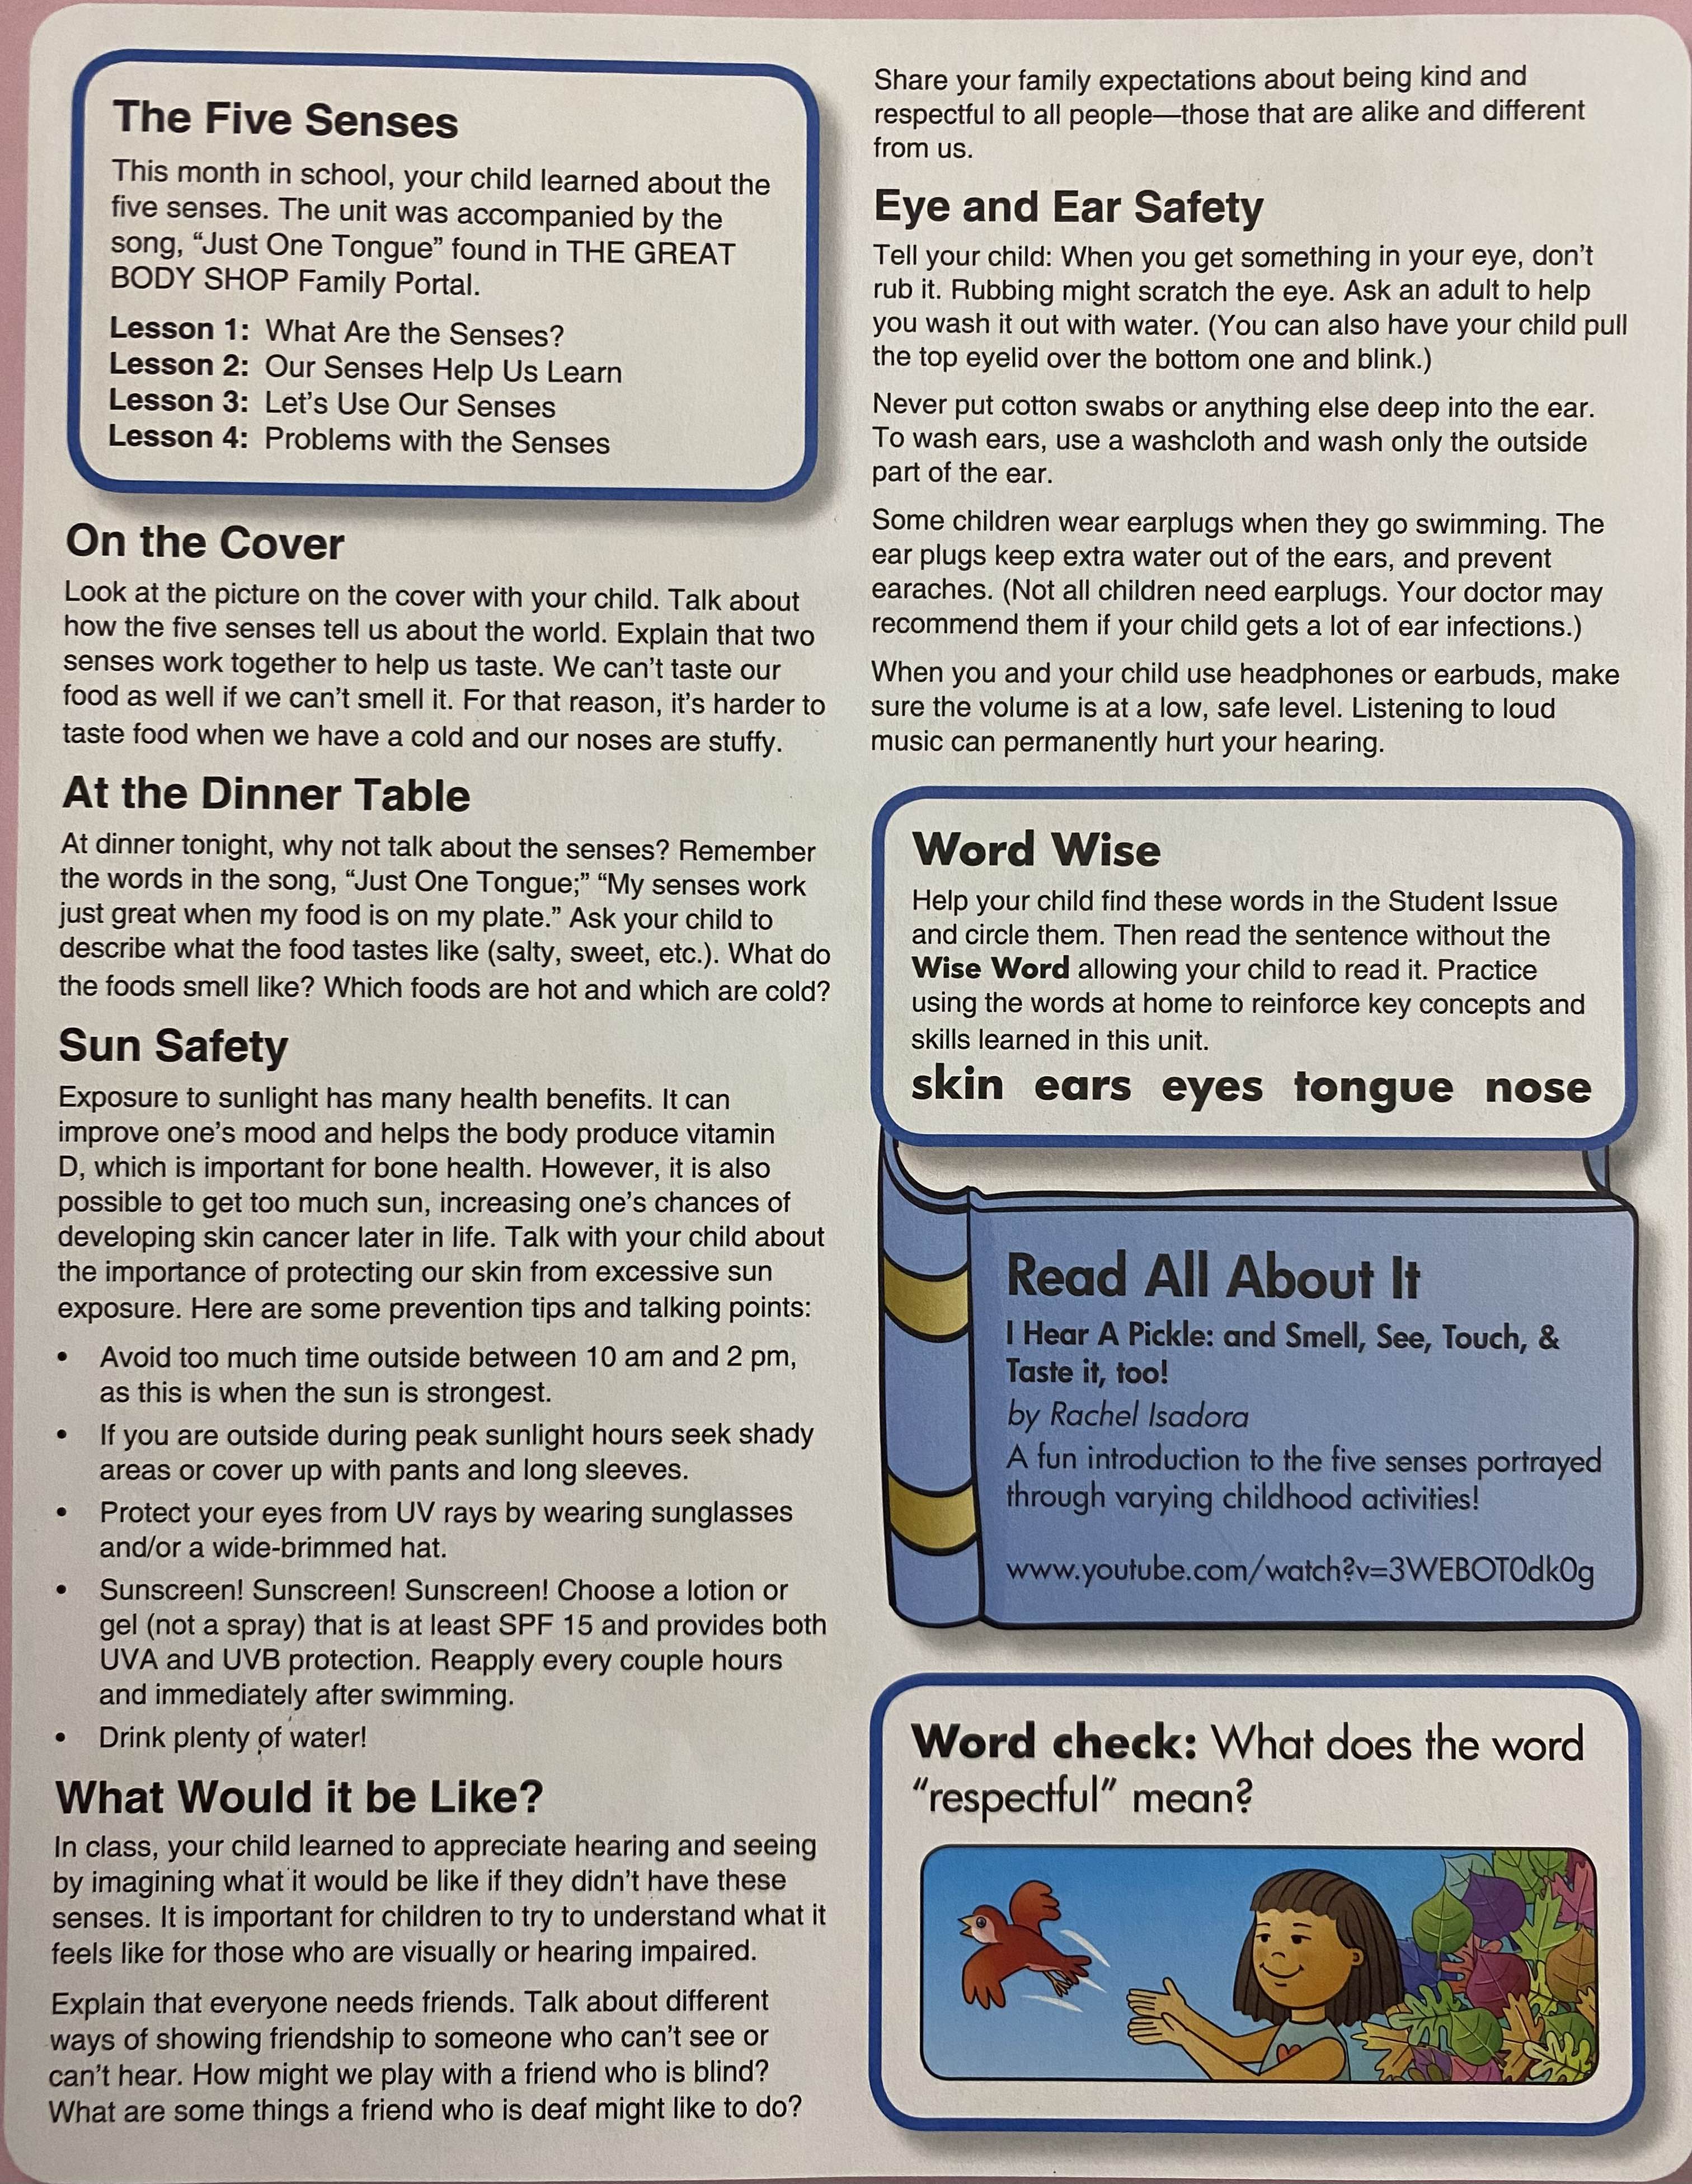 The Five Senses
This month in school, your child learned about the
five senses. The unit was accompanied by the
song, “Just One Tongue” found in THE GREAT
BODY SHOP Family Portal.
Lesson 1: What Are the Senses?
Lesson 2: Our Senses Help Us Learn
Lesson 3: Let’s Use Our Senses
Lesson 4: Problems with the Senses
On the Cover
Look at the picture on the cover with your child. Talk about
how the five senses tell us about the world. Explain that two
senses work together to help us taste. We can’t taste our
food as well if we can’t smell it. For that reason, it’s harder to
taste food when we have a cold and our noses are stuffy.
At the Dinner Table
At dinner tonight, why not talk about the senses? Remember
the words in the song, “Just One Tongue;” “My senses work
just great when my food is on my plate.” Ask your child to
describe what the food tastes like (salty, sweet, etc.). What do
the foods smell like? Which foods are hot and which are cold?
Sun Safety
Exposure to sunlight has many health benefits. It can
improve one’s mood and helps the body produce vitamin
D, which is important for bone health. However, it is also
possible to get too much sun, increasing one’s chances of
developing skin cancer later in life. Talk with your child about
the importance of protecting our skin from excessive sun
exposure. Here are some prevention tips and talking points:
• Avoid too much time outside between 10 am and 2 pm,
as this is when the sun is strongest.
• If you are outside during peak sunlight hours seek shady
areas or cover up with pants and long sleeves.
• Protect your eyes from UV rays by wearing sunglasses
and/or a wide-brimmed hat.
• Sunscreen! Sunscreen! Sunscreen! Choose a lotion or
gel (not a spray) that is at least SPF 15 and provides both
UVA and UVB protection. Reapply every couple hours
and immediately after swimming.
• Drink plenty of water!
What Would it be Like?
In class, your child learned to appreciate hearing and seeing
by imagining what it would be like if they didn’t have these
senses. It is important for children to try to understand what it
feels like for those who are visually or hearing impaired.
Explain that everyone needs friends. Talk about different
ways of showing friendship to someone who can’t see or
can’t hear. How might we play with a friend who is blind?
What are some things a friend who is deaf might like to do?
Share your family expectations about being kind and
respectful to all people—those that are alike and different
from us.
Eye and Ear Safety
Tell your child: When you get something in your eye, don’t
rub it. Rubbing might scratch the eye. Ask an adult to help
you wash it out with water. (You can also have your child pull
the top eyelid over the bottom one and blink.)
Never put cotton swabs or anything else deep into the ear.
To wash ears, use a washcloth and wash only the outside
part of the ear.
Some children wear earplugs when they go swimming. The
ear plugs keep extra water out of the ears, and prevent
earaches. (Not all children need earplugs. Your doctor may
recommend them if your child gets a lot of ear infections.)
When you and your child use headphones or earbuds, make
sure the volume is at a low, safe level. Listening to loud
music can permanently hurt your hearing.
Word Wise
Help your child find these words in the Student Issue
and circle them. Then read the sentence without the
Wise Word allowing your child to read it. Practice
using the words at home to reinforce key concepts and
skills learned in this unit.
skin ears eyes tongue nose
Read All About It
I Hear A Pickle: and Smell, See, Touch, &
Taste it, too!
by Rachel Isadora
A fun introduction to the five senses portrayed
through varying childhood activities!
www.youtube.com/watch?v=3WEBOT0dk0g
Word check: What does the word
“respectful” mean?